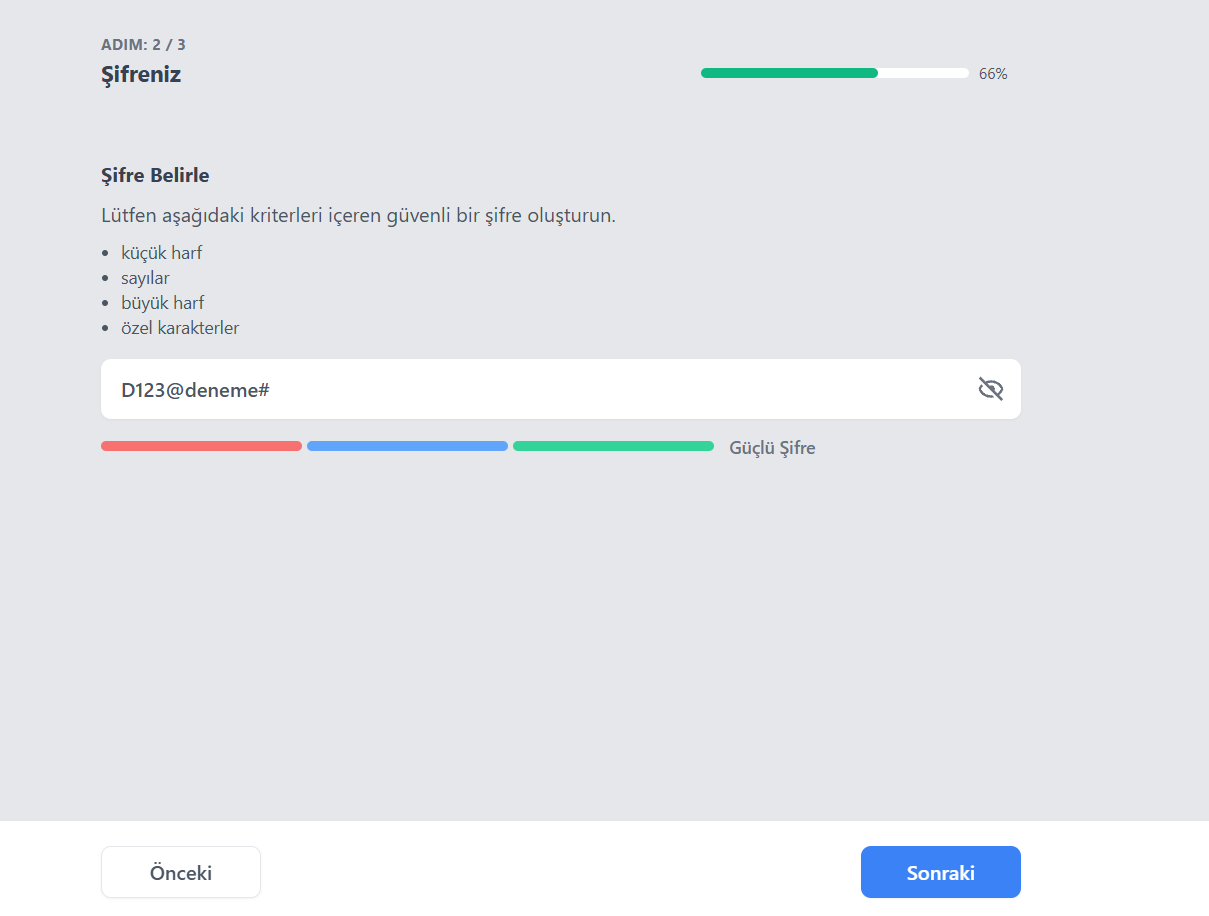 ADIM: 2 / 3
Şifreniz
66%
Şifre Belirle
Lütfen aşağıdaki kriterleri içeren güvenli bir şifre oluşturun.
küçük harf
sayılar
büyük harf
özel karakterler
D123@deneme#
Güçlü Şifre
Önceki
Sonraki